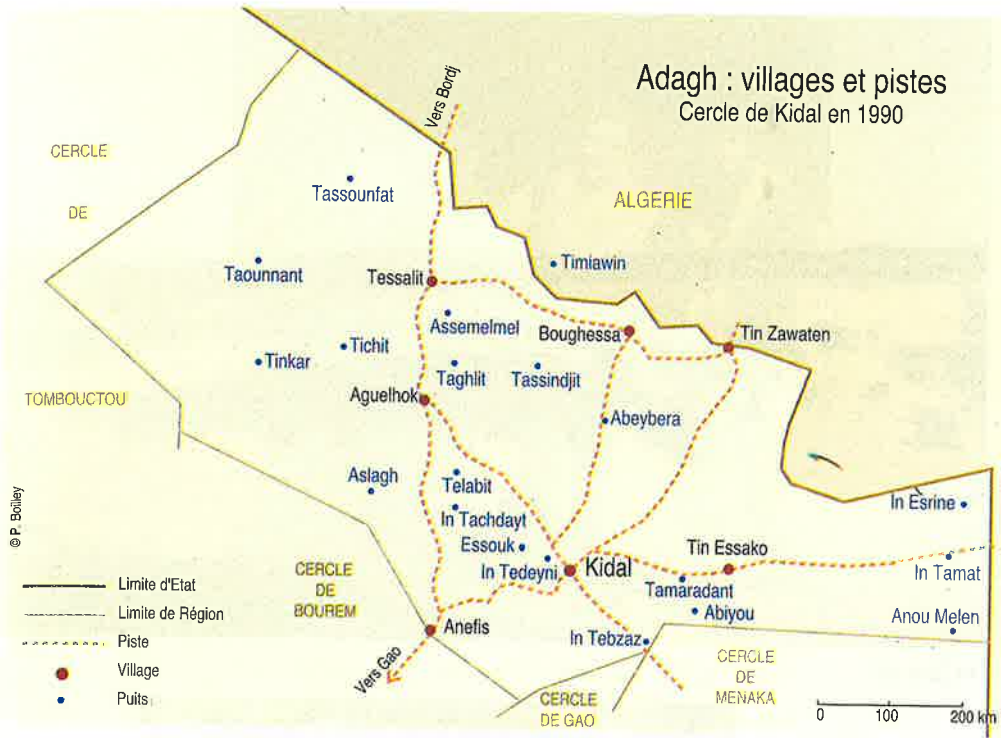 Adagh : villages et pistes
Cercle de Kidal en 1990
Vers Bordj
CERCLE
DE
TOMBOUCTOU
ALGERIE
Tassounfat
Taounnant
Tessalit
Timiawin
Assemelmel
Boughessa
Tin Zawaten
Tinkar
Tichit
Taghlit
Tassindjit
Aguelhok
Abeybera
Aslagh
Telabit
In Tachdayt
Essouk
In Tedeyni
Kidal
Tin Essako
Tamaradant
Abiyou
In Esrine
In Tamat
Anou Melen
In Tebzaz
Anefis
Vers Gao
CERCLE
DE
BOUREM
CERCLE
DE GAO
CERCLE
DE
MENAKA
© P. Boilley
Limite d'Etat
Limite de Région
Piste
Village
Puits
0 100 200 km